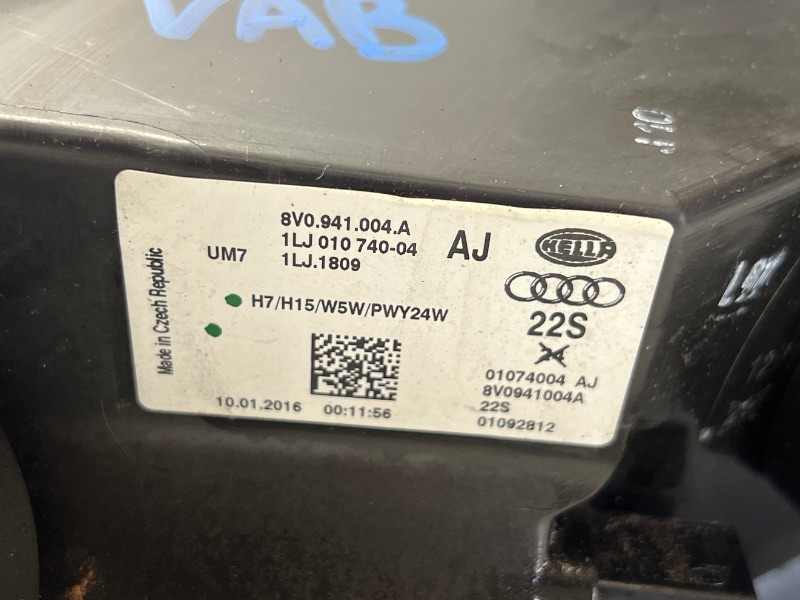 VAB
J10
8V0.941.004.A
1LJ 010 740-04
1LJ.1809
AJ
HELLA
UM7
H7/H15/W5W/PWY24W
22S
Made in Czech Republic
10.01.2016 00:11:56
01074004 AJ
8V0941004A
22S
01092812